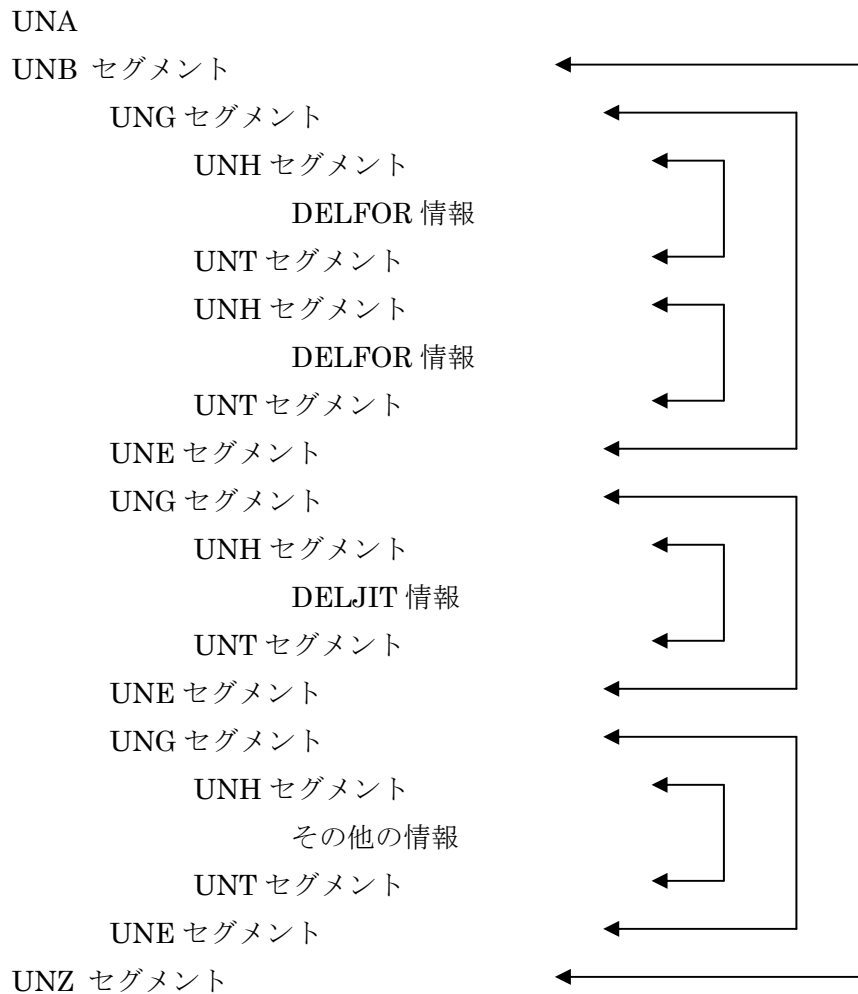 UNA
UNB セグメント
UNG セグメント
UNH セグメント
DELFOR 情報
UNT セグメント
UNH セグメント
DELFOR 情報
UNT セグメント
UNE セグメント
UNG セグメント
UNH セグメント
DELJIT 情報
UNT セグメント
UNE セグメント
UNG セグメント
UNH セグメント
その他の情報
UNT セグメント
UNE セグメント
UNZ セグメント